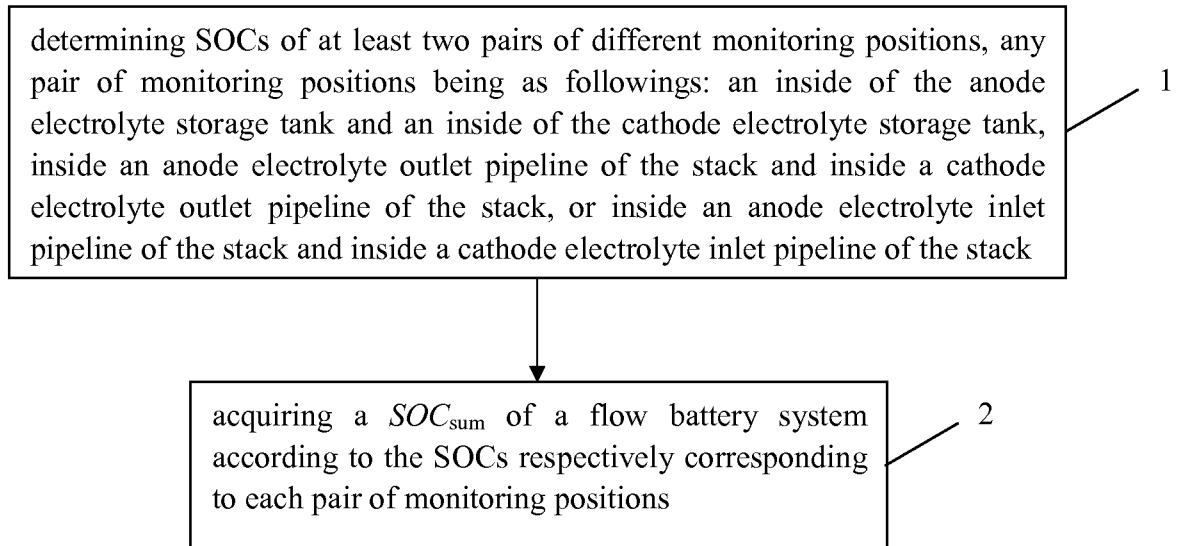 determining SOCs of at least two pairs of different monitoring positions, any
pair of monitoring positions being as followings: an inside of the anode
electrolyte storage tank and an inside of the cathode electrolyte storage tank,
inside an anode electrolyte outlet pipeline of the stack and inside a cathode
electrolyte outlet pipeline of the stack, or inside an anode electrolyte inlet
pipeline of the stack and inside a cathode electrolyte inlet pipeline of the stack
1
acquiring a SOCsum of a flow battery system
according to the SOCs respectively corresponding
to each pair of monitoring positions
2